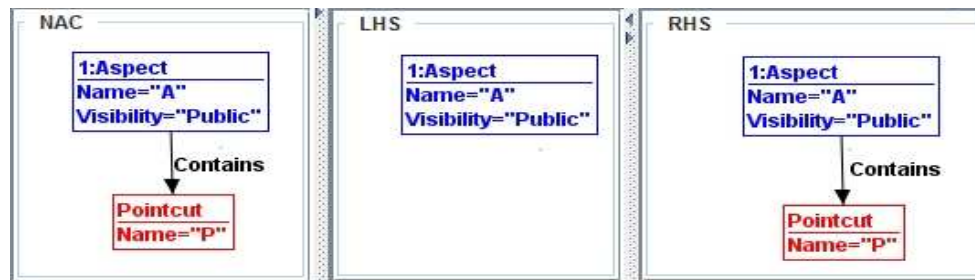 NAC
1:Aspect
Name="A"
Visibility="Public"
Contains
Pointcut
Name="P"
LHS
1:Aspect
Name="A"
Visibility="Public"
RHS
1:Aspect
Name="A"
Visibility="Public"
Contains
Pointcut
Name="P"